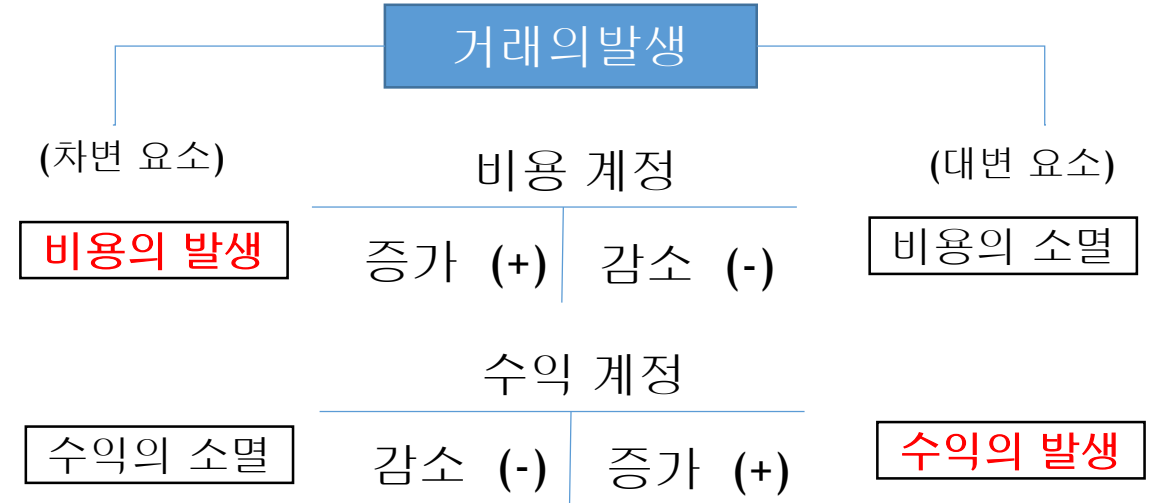 거래의발생
(차변 요소)
비용 계정
(대변 요소)
비용의 발생
증가 (+)
감소 (-)
비용의 소멸
수익 계정
수익의 소멸
감소 (-)
증가 (+)
수익의 발생